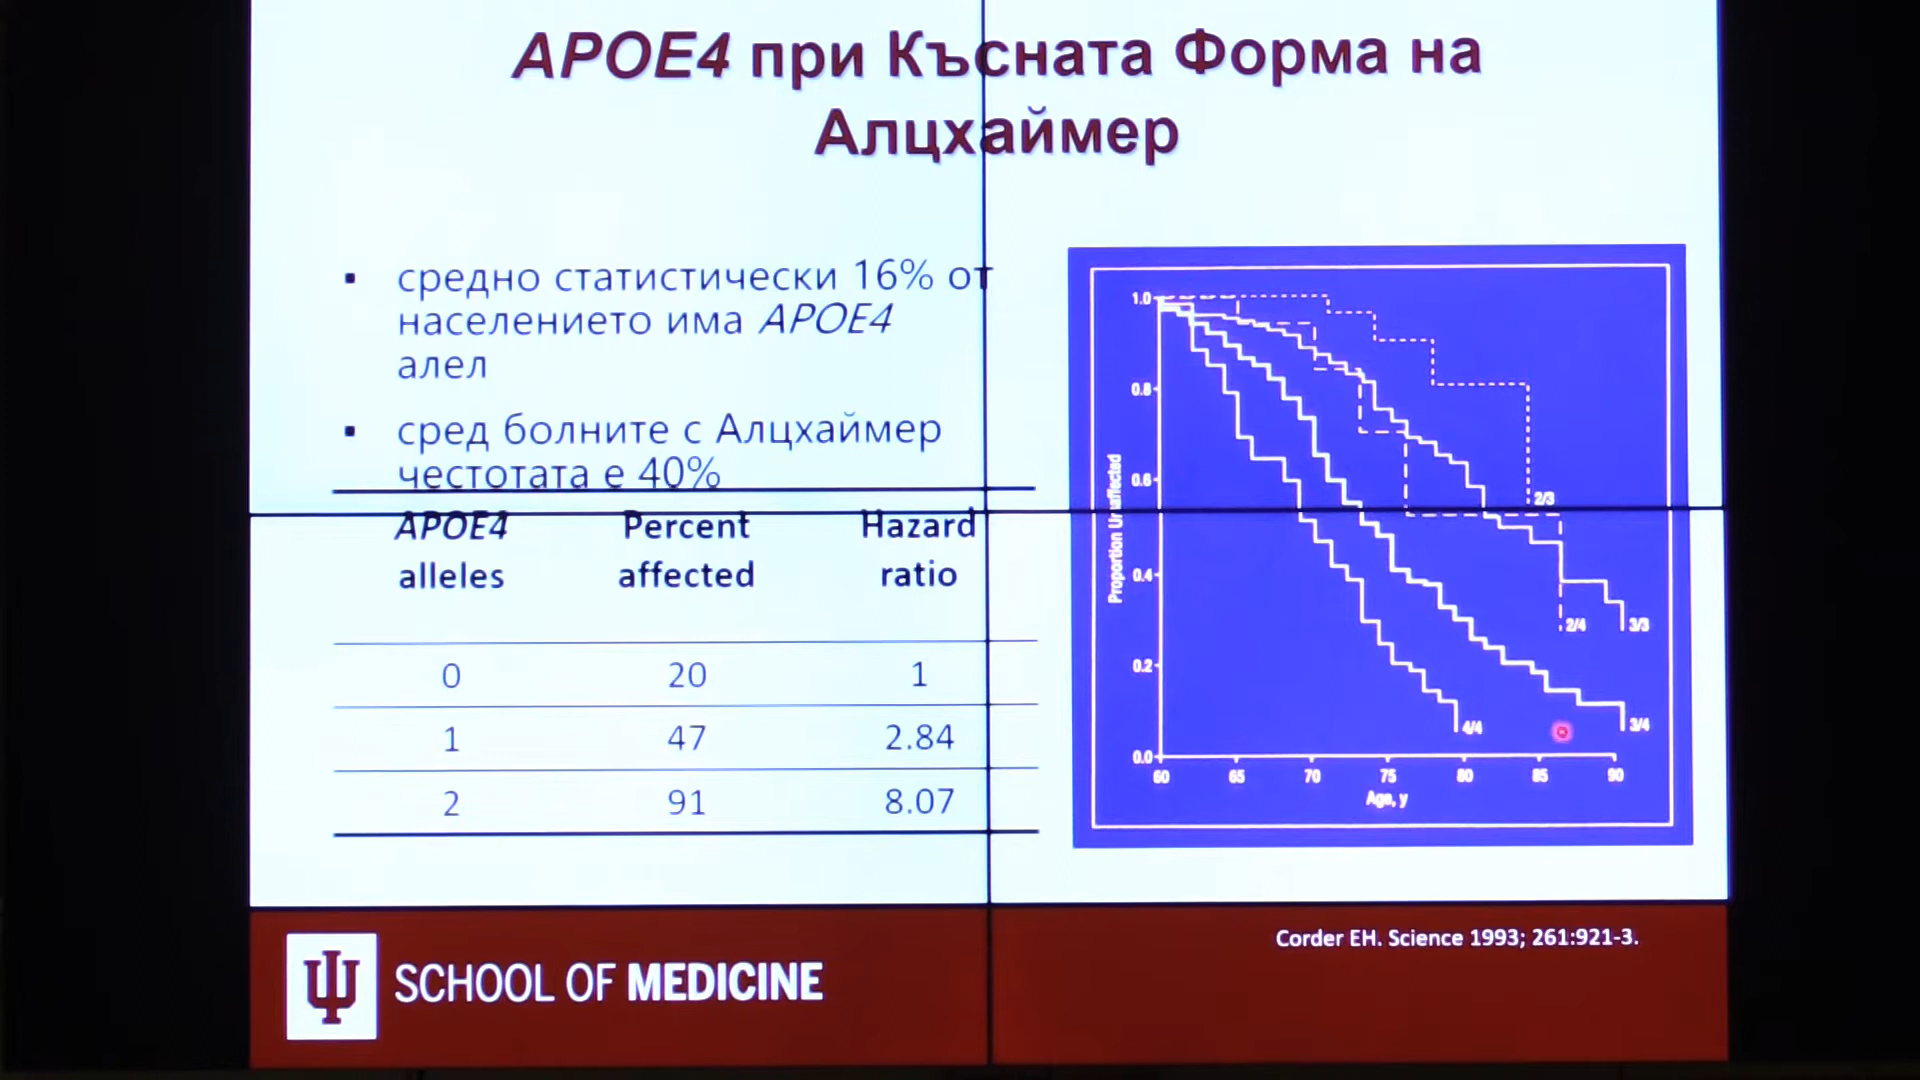 APOE4 при Късната Форма на
Алцхаймер
▪ средно статистически 16% от
населението има APOE4
алел
▪ сред болните с Алцхаймер
честотата е 40%
APOE4 alleles Percent affected Hazard ratio
0 20 1
1 47 2.84
2 91 8.07
Proportion Unaffected
1.0
0.8
0.6
0.4
0.2
0.0
2/3
2/4
3/3
4/4
3/4
60 65 70 75 80 85 90
Age, y
Corder EH. Science 1993; 261:921-3.
SCHOOL OF MEDICINE